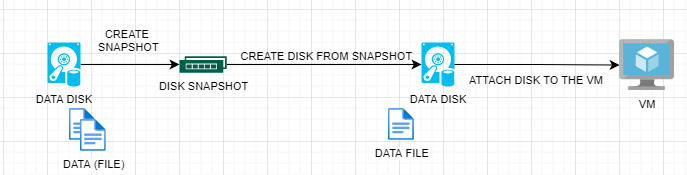 CREATE
SNAPSHOT
CREATE DISK FROM SNAPSHOT
ATTACH DISK TO THE VM
DATA DISK
DISK SNAPSHOT
DATA DISK
VM
DATA (FILE)
DATA FILE